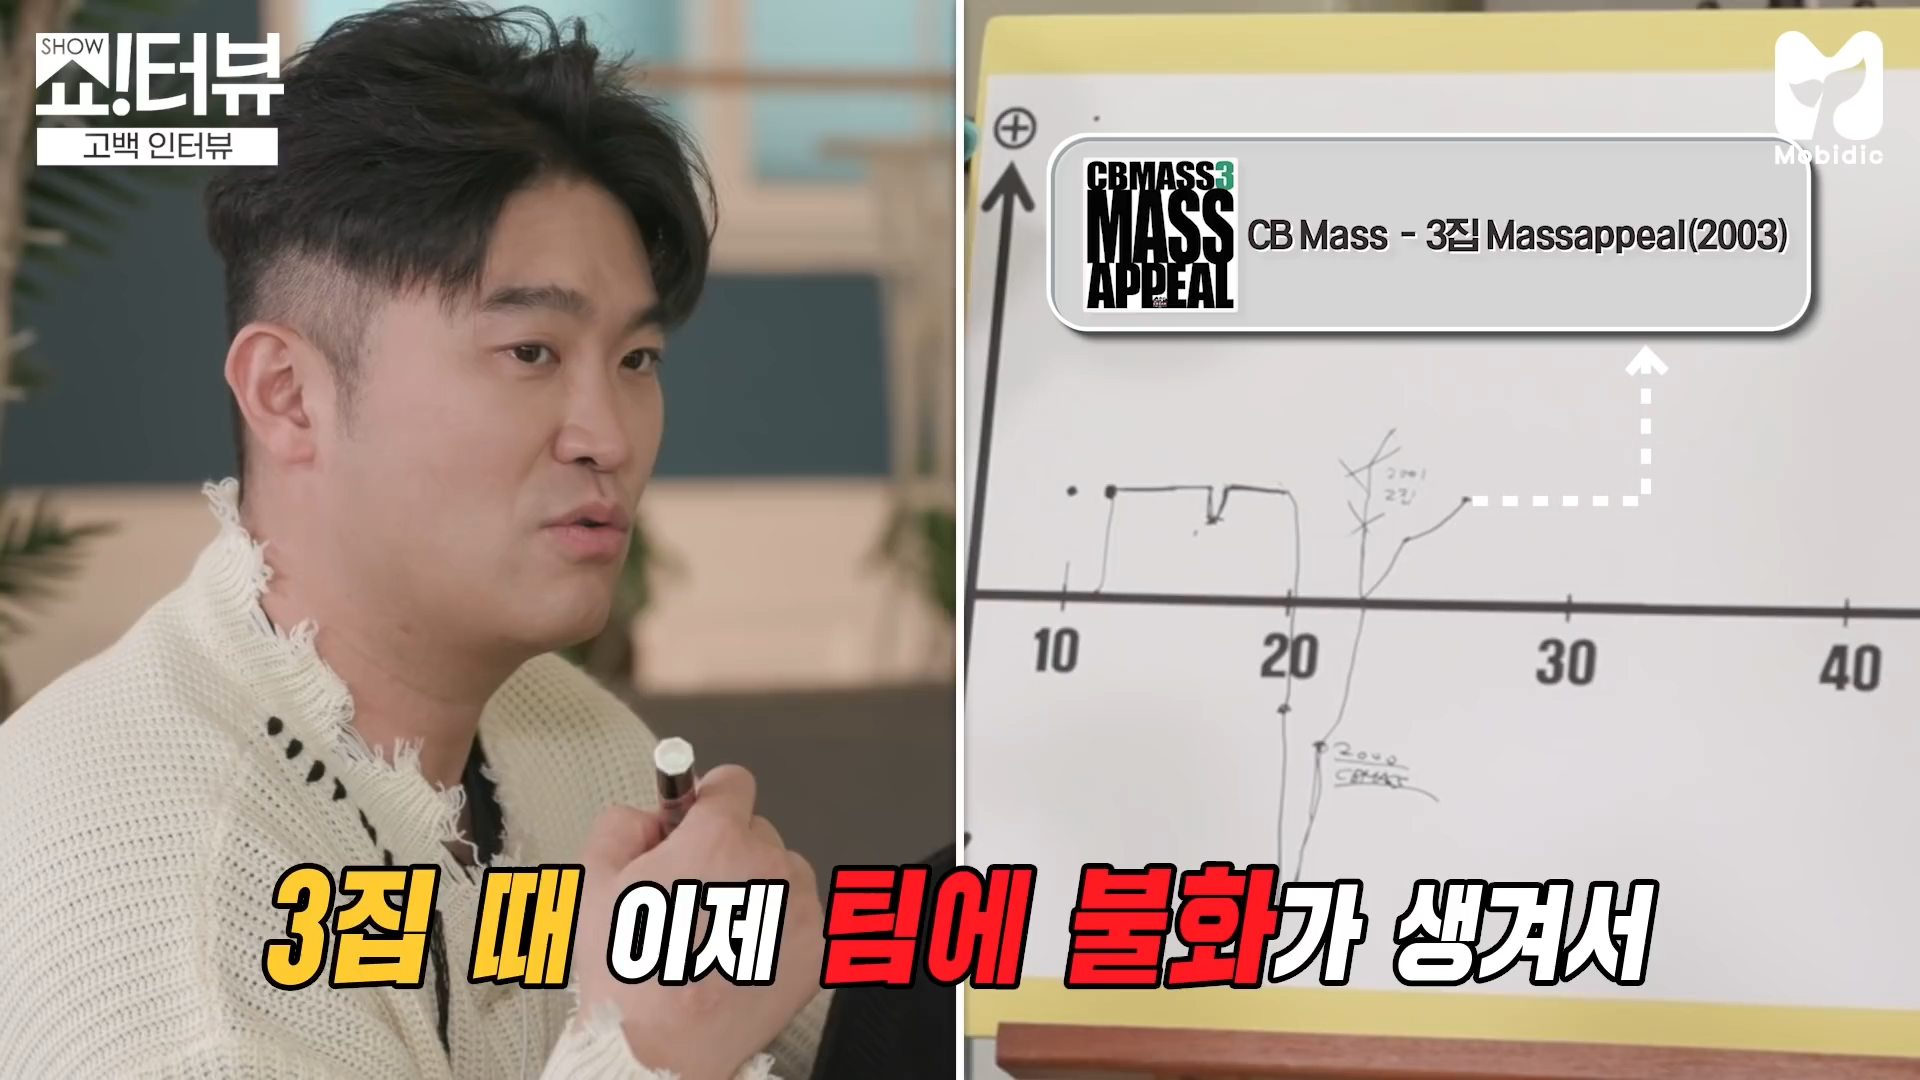 SHOW
쇼!터뷰
고백 인터뷰
Mobidic
CBMASS3
MASS
APPEAL
CB Mass - 3집 Massappeal(2003)
2001
2집
10 20 30 40
2000
CBMASS
3집 때 이제 팀에 불화가 생겨서